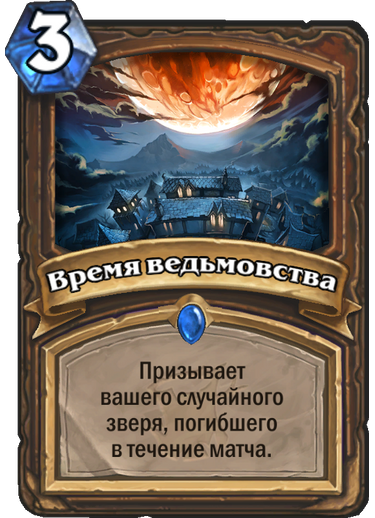 3
Время ведьмовства
Призывает
вашего случайного
зверя, погибшего
в течение матча.